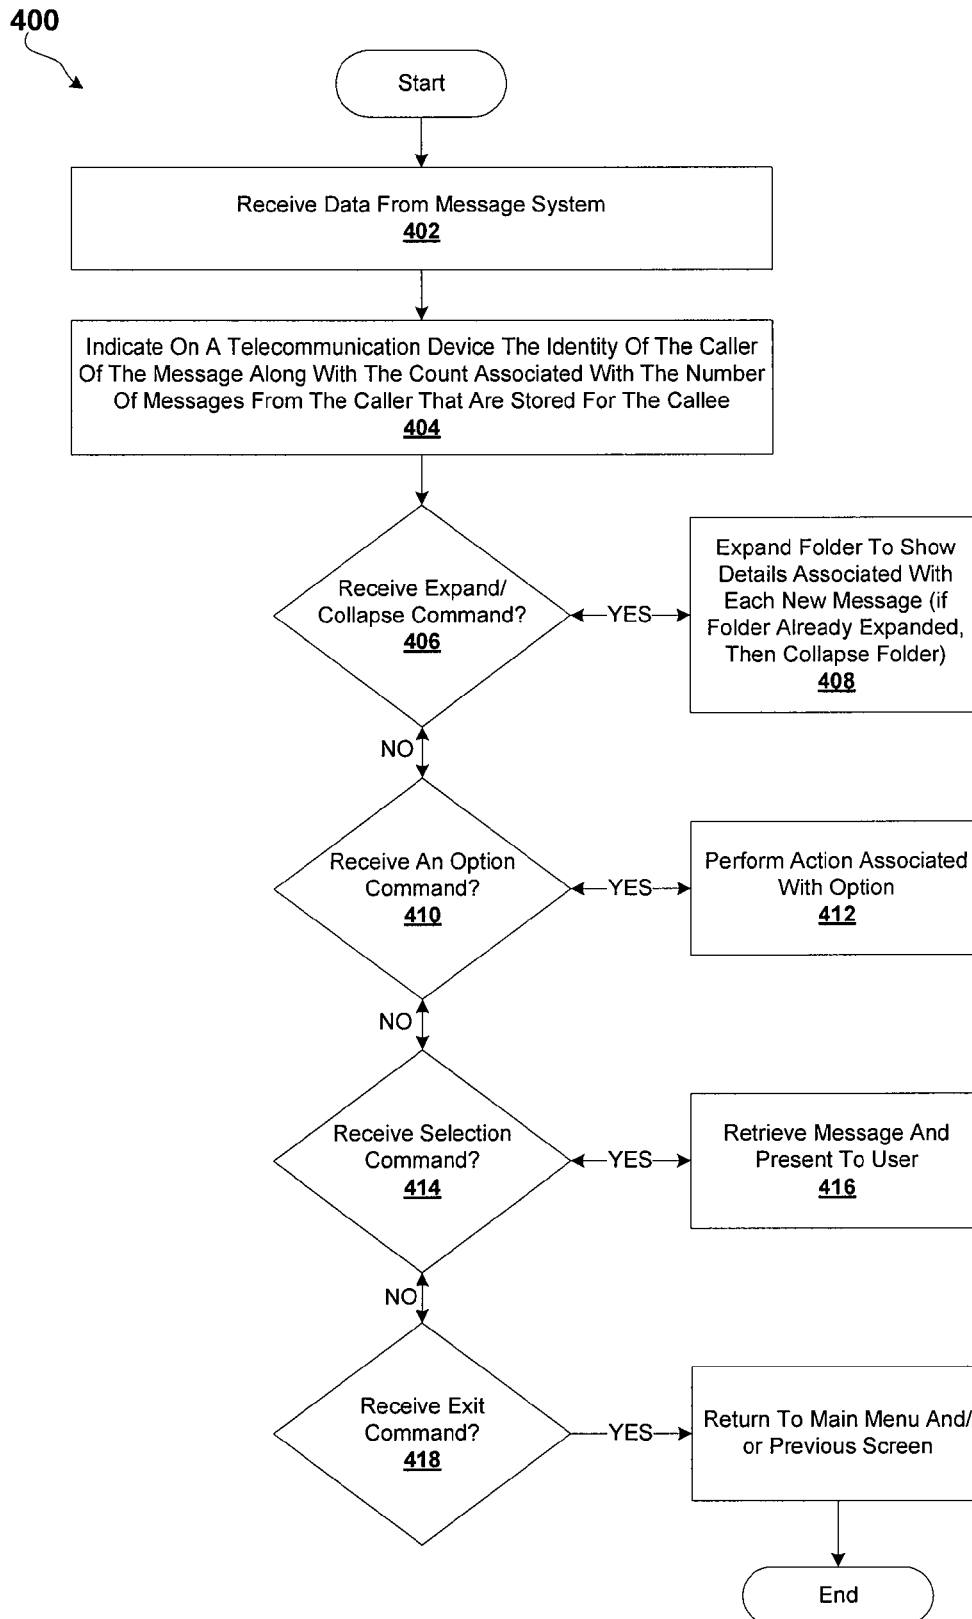 400
Start
Receive Data From Message System
402
Indicate On A Telecommunication Device The Identity Of The Caller
Of The Message Along With The Count Associated With The Number
Of Messages From The Caller That Are Stored For The Callee
404
Receive Expand/
Collapse Command?
406
YES
Expand Folder To Show
Details Associated With
Each New Message (if
Folder Already Expanded,
Then Collapse Folder)
408
NO
Receive An Option
Command?
410
YES
Perform Action Associated
With Option
412
NO
Receive Selection
Command?
414
YES
Retrieve Message And
Present To User
416
NO
Receive Exit
Command?
418
YES
Return To Main Menu And/
or Previous Screen
End